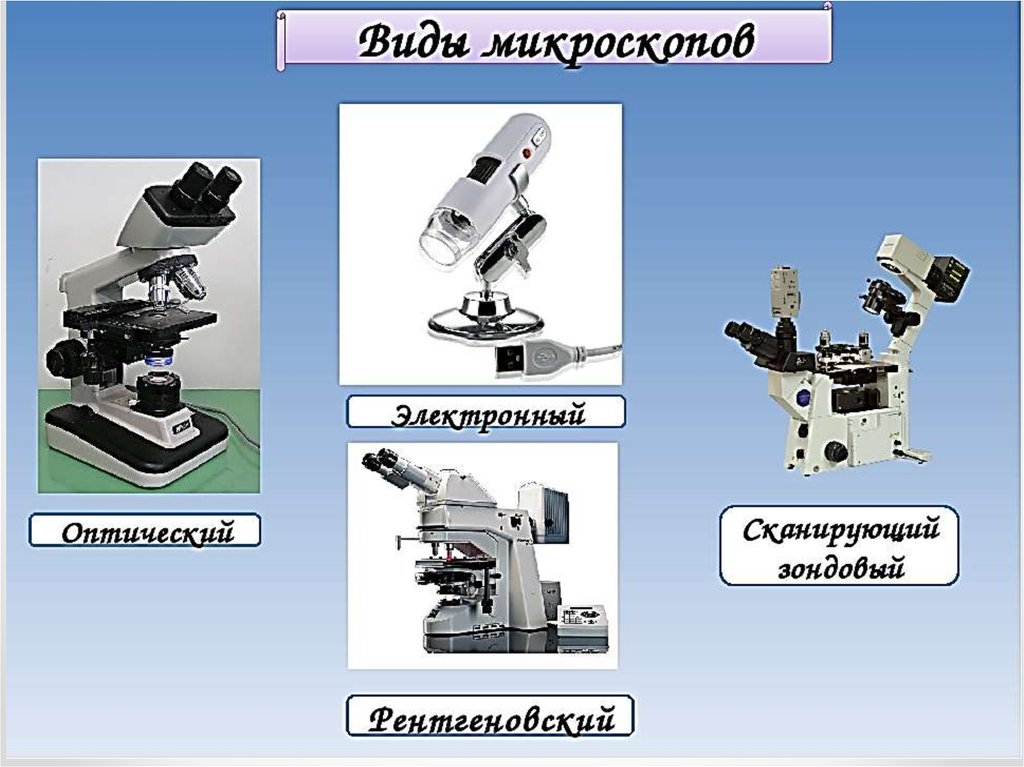 Виды микроскопов
Электронный
Оптический
Сканирующий
зондовый
Рентгеновский